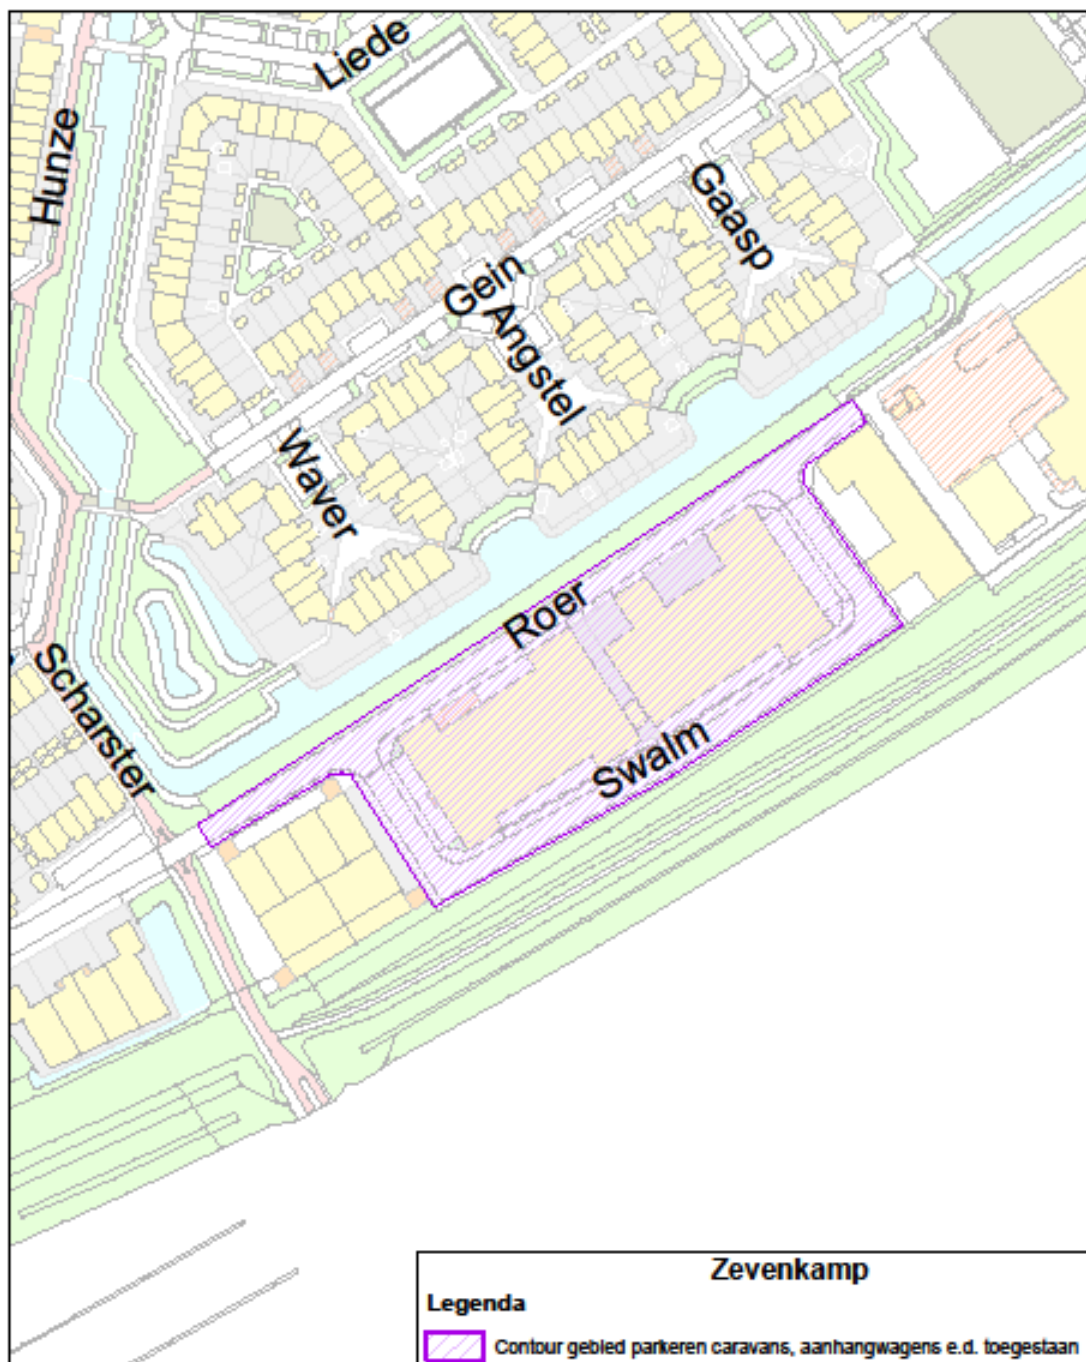 Liede
Hunze
Gaasp
Gein
Angstel
Waver
Roer
Scharster
Swalm
Zevenkamp
Legenda
Contour gebied parkeren caravans, aanhangwagens e.d. toegestaan